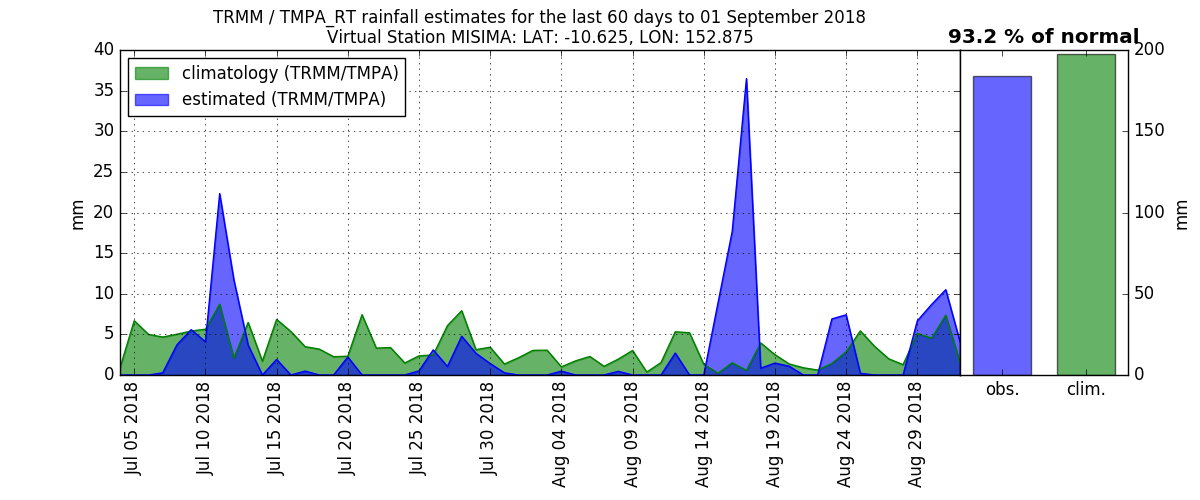 TRMM / TMPA_RT rainfall estimates for the last 60 days to 01 September 2018
Virtual Station MISIMA: LAT: -10.625, LON: 152.875
93.2 % of normal
climatology (TRMM/TMPA)
estimated (TRMM/TMPA)
40
35
30
25
20
15
10
5
0
mm
200
150
100
50
0
mm
Jul 05 2018
Jul 10 2018
Jul 15 2018
Jul 20 2018
Jul 25 2018
Jul 30 2018
Aug 04 2018
Aug 09 2018
Aug 14 2018
Aug 19 2018
Aug 24 2018
Aug 29 2018
obs.
clim.